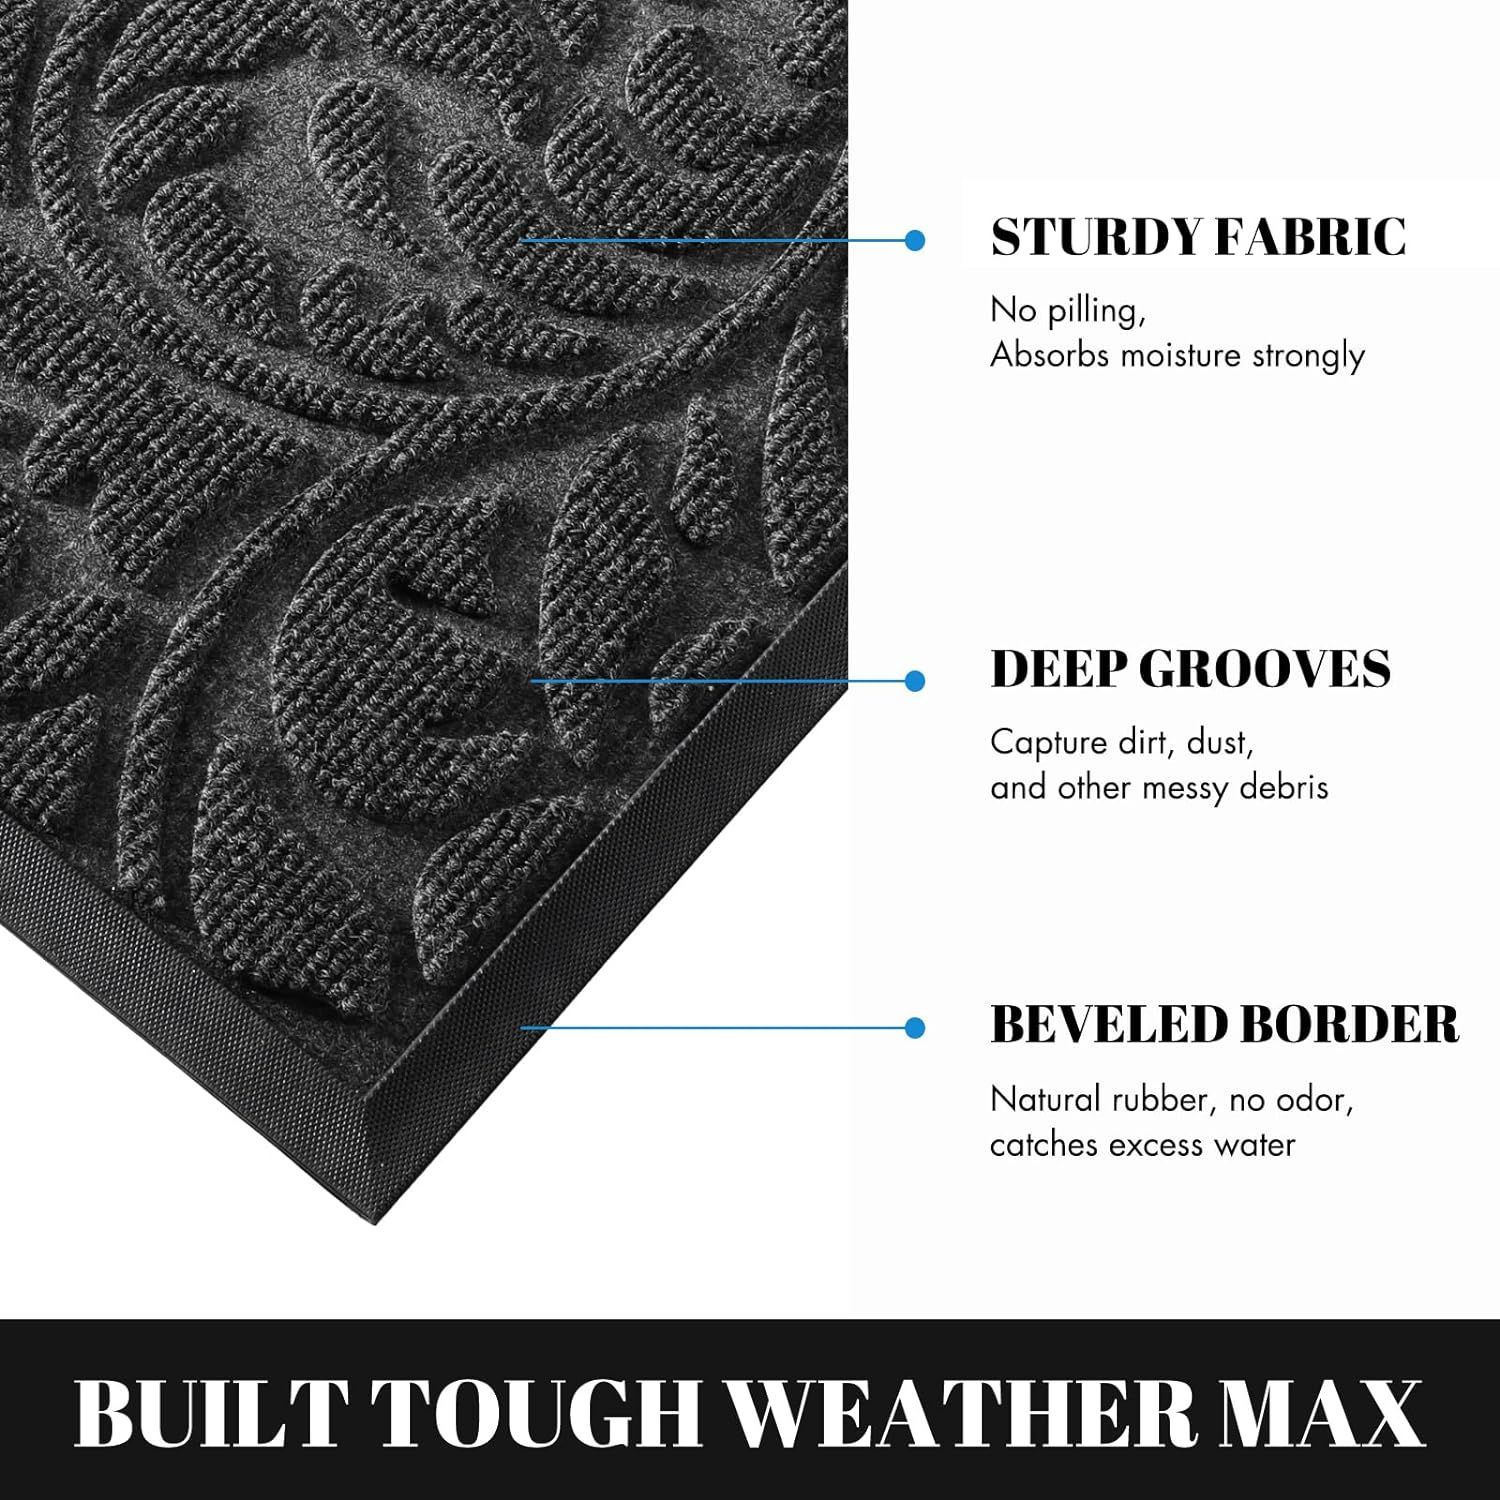 STURDY FABRIC
No pilling,
Absorbs moisture strongly
DEEP GROOVES
Capture dirt, dust,
and other messy debris
BEVELED BORDER
Natural rubber, no odor,
catches excess water
BUILT TOUGH WEATHER MAX